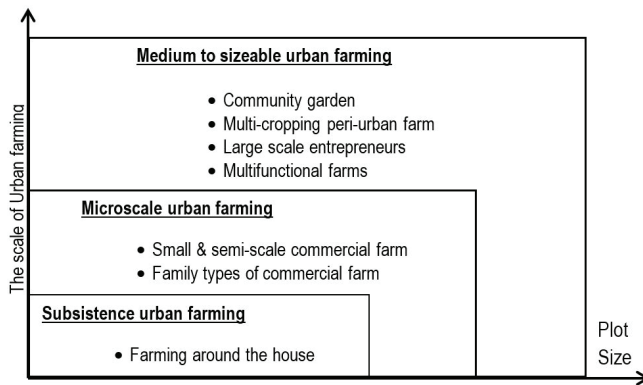 The scale of Urban farming
Medium to sizeable urban farming
• Community garden
• Multi-cropping peri-urban farm
• Large scale entrepreneurs
• Multifunctional farms
Microscale urban farming
• Small & semi-scale commercial farm
• Family types of commercial farm
Subsistence urban farming
• Farming around the house
Plot
Size